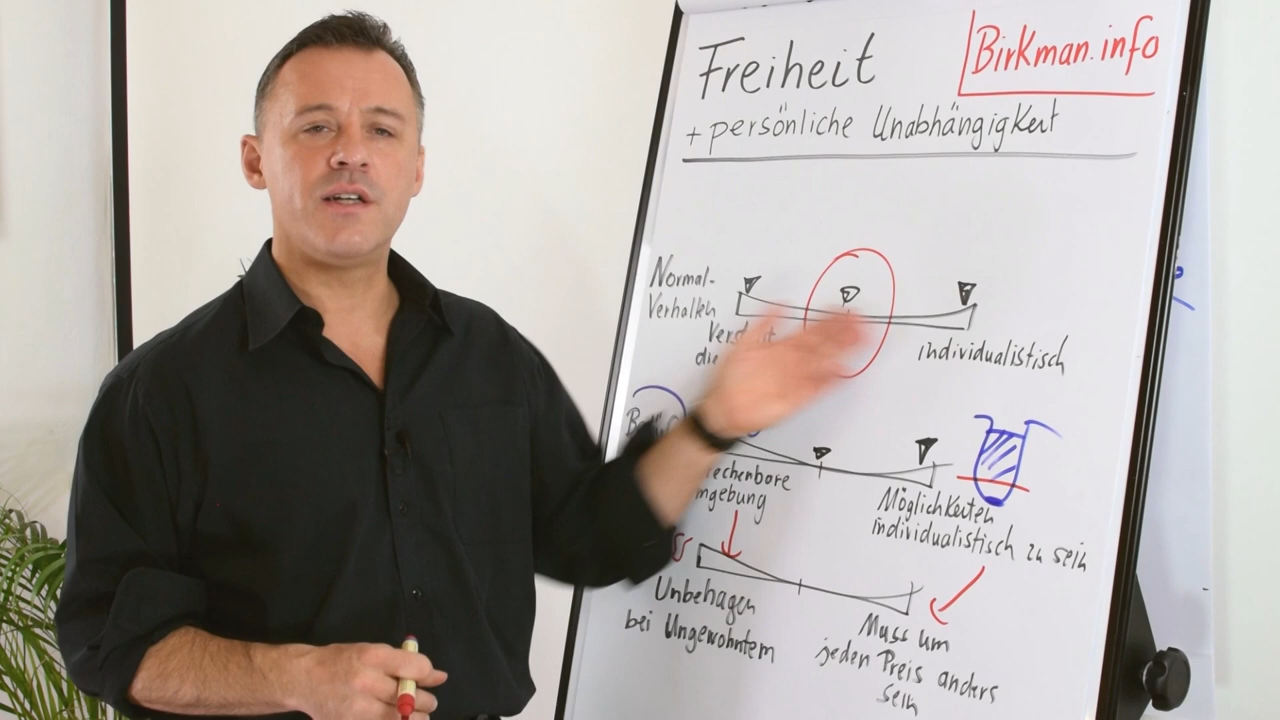 Freiheit
Birkman.info
+ persönliche Unabhängigkeit
Normal-
Verhalten
die
individualistisch
Möglichkeiten
individualistisch zu sein
Unbehagen
bei Ungewohntem
Muss um
jeden Preis anders
sein